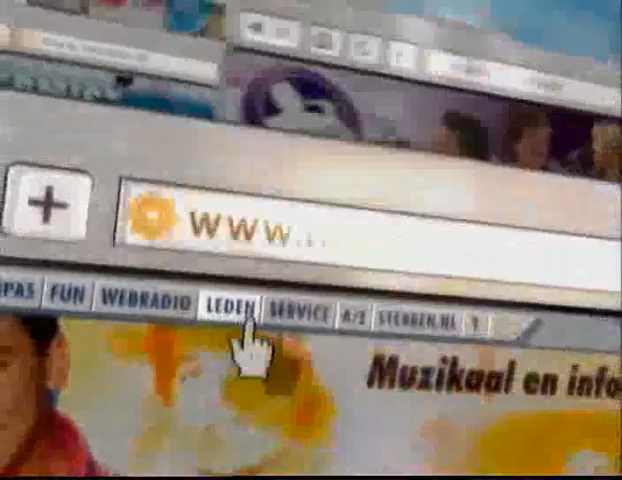 www...
PAS FUN WEBRADIO LEDEN SERVICE A/Z STERREN.NL ?
Muzikaal en info